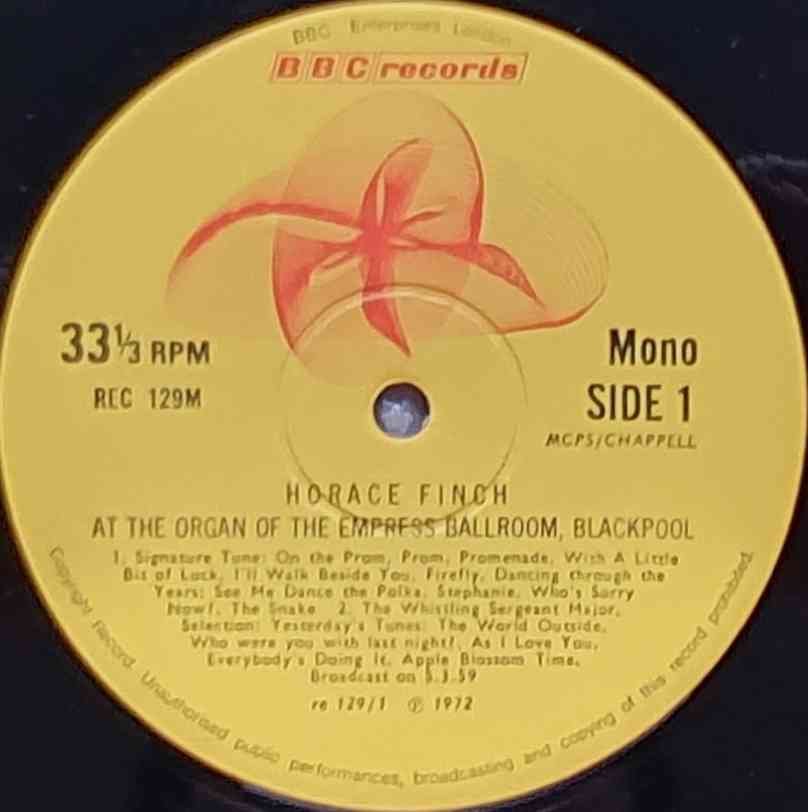 BBC Enterprises London
BBC records
33⅓ RPM
REC 129M
Mono
SIDE 1
MCPS/CHAPPELL
HORACE FINCH
AT THE ORGAN OF THE EMPRESS BALLROOM, BLACKPOOL
1. Signature Tune: On the Prom, Prom, Promenade, With A Little
Bit of Luck, I'll Walk Beside You, Firefly, Dancing through the
Years: See Me Dance the Polka, Stephanie, Who's Sorry
Now?, The Snake 2. The Whistling Sergeant Major,
Selection: Yesterday's Tunes: The World Outside,
Who were you with last night?, As I Love You,
Everybody's Doing It, Apple Blossom Time,
Broadcast on 5.3.59
re 129/1 ℗ 1972
Copyright Record. Unauthorised public performances, broadcasting and copying of this record prohibited.